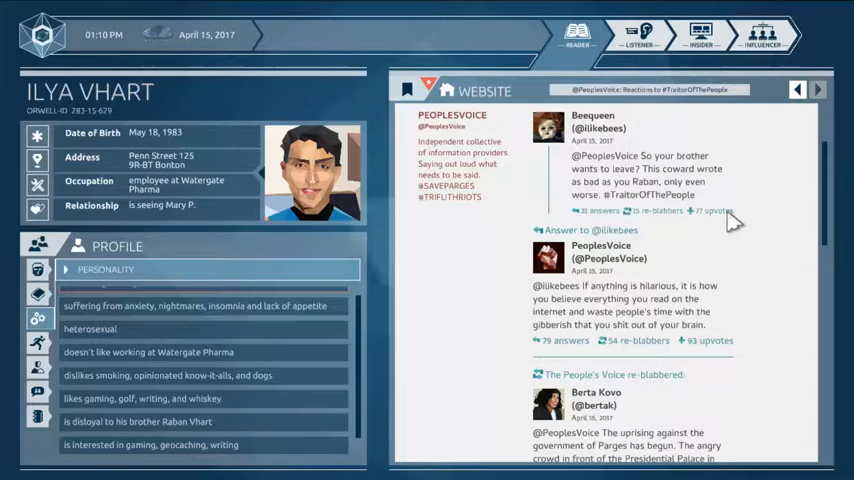 01:10 PM
April 15, 2017
READER
LISTENER
INSIDER
INFLUENCER
ILYA VHART
ORWELL-ID 283-15-629
Date of Birth
May 18, 1983
Address
Penn Street 125
9R-BT Bonton
Occupation
employee at Watergate
Pharma
Relationship
is seeing Mary P.
PROFILE
PERSONALITY
suffering from anxiety, nightmares, insomnia and lack of appetite
heterosexual
doesn't like working at Watergate Pharma
dislikes smoking, opinionated know-it-alls, and dogs
likes gaming, golf, writing, and whiskey
is disloyal to his brother Raban Vhart
is interested in gaming, geocaching, writing
WEBSITE
@PeoplesVoice: Reactions to #TraitorOfThePeople
PEOPLESVOICE
@PeoplesVoice
Independent collective
of information providers.
Saying out loud what
needs to be said.
#SAVEPARGES
#TRIFLITHRIOTS
Beequeen
(@ilikebees)
April 15, 2017
@PeoplesVoice So your brother
wants to leave? This coward wrote
as bad as you Raban, only even
worse. #TraitorOfThePeople
31 answers 15 re-blabbers 77 upvotes
Answer to @ilikebees
PeoplesVoice
(@PeoplesVoice)
April 15, 2017
@ilikebees If anything is hilarious, it is how
you believe everything you read on the
internet and waste people's time with the
gibberish that you shit out of your brain.
79 answers 54 re-blabbers 93 upvotes
The People's Voice re-blabbered:
Berta Kovo
(@bertak)
April 15, 2017
@PeoplesVoice The uprising against the
government of Parges has begun. The angry
crowd in front of the Presidential Palace in